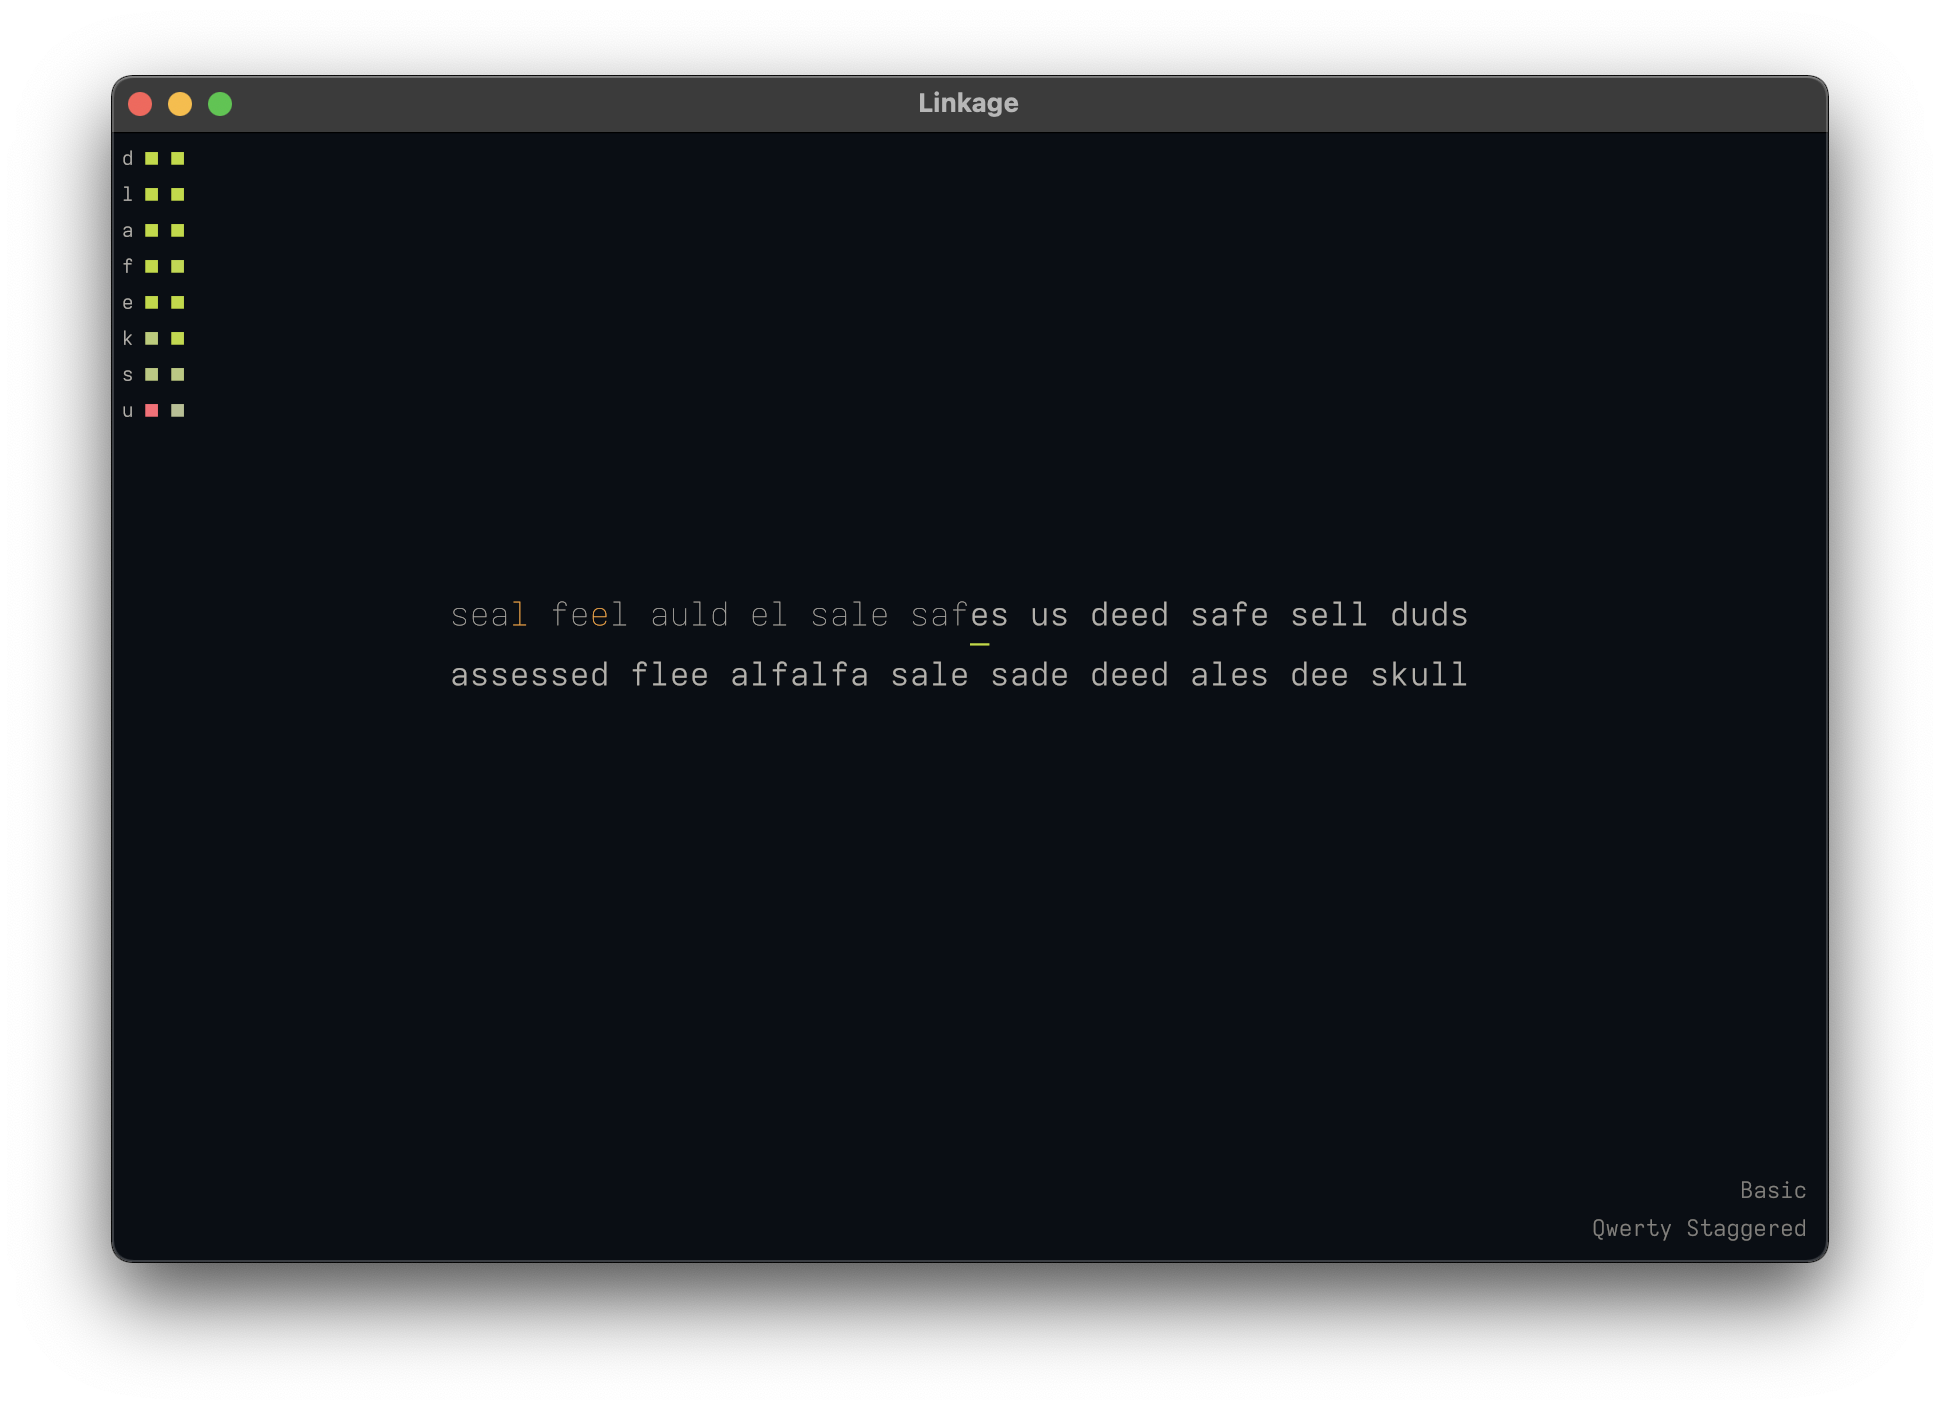 Linkage
d
l
a
f
e
k
s
u
seal feel auld el sale safes us deed safe sell duds
assessed flee alfalfa sale sade deed ales dee skull
Basic
Qwerty Staggered